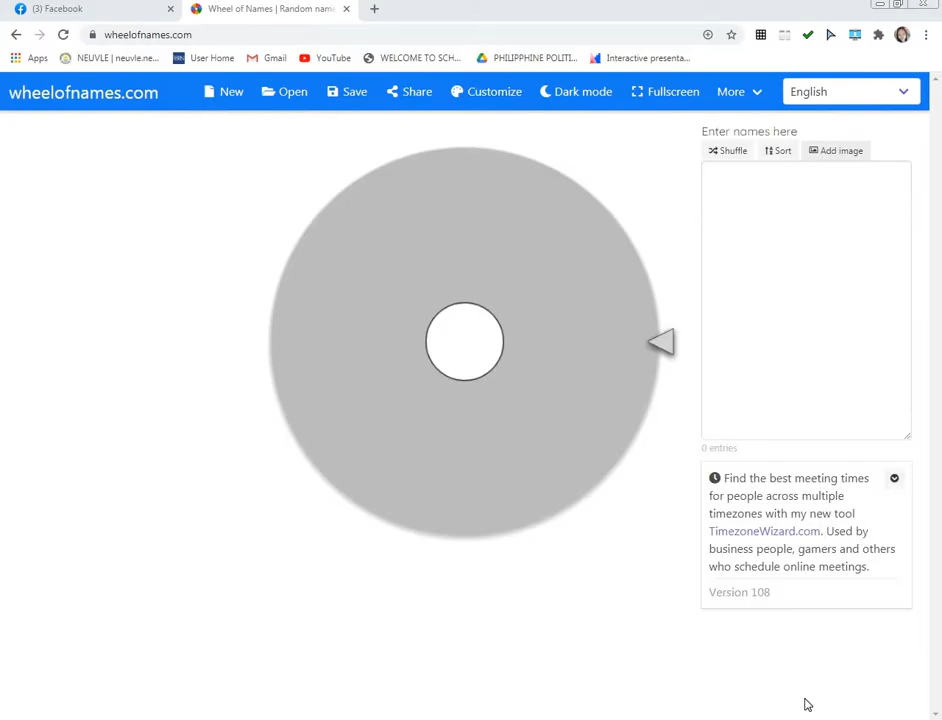 (3) Facebook
Wheel of Names | Random name
wheelofnames.com
Apps
NEUVLE | neuvle.ne...
User Home
Gmail
YouTube
WELCOME TO SCH...
PHILIPPHINE POLITI...
Interactive presenta...
wheelofnames.com
New
Open
Save
Share
Customize
Dark mode
Fullscreen
More
English
Enter names here
Shuffle
Sort
Add image
0 entries
Find the best meeting times
for people across multiple
timezones with my new tool
TimezoneWizard.com. Used by
business people, gamers and others
who schedule online meetings.
Version 108